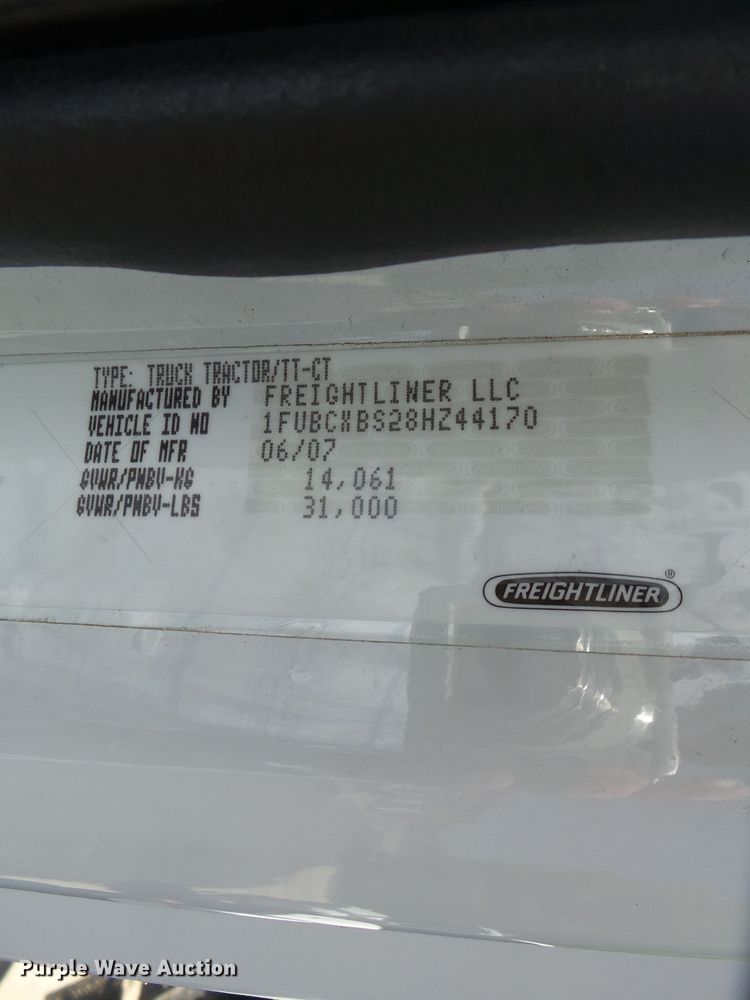 TYPE: TRUCK TRACTOR/TT-CT
MANUFACTURED BY FREIGHTLINER LLC
VEHICLE ID NO 1FUBCXBS28HZ44170
DATE OF MFR 06/07
GVWR/PNBV-KG 14,061
GVWR/PNBV-LBS 31,000
FREIGHTLINER®
Purple Wave Auction